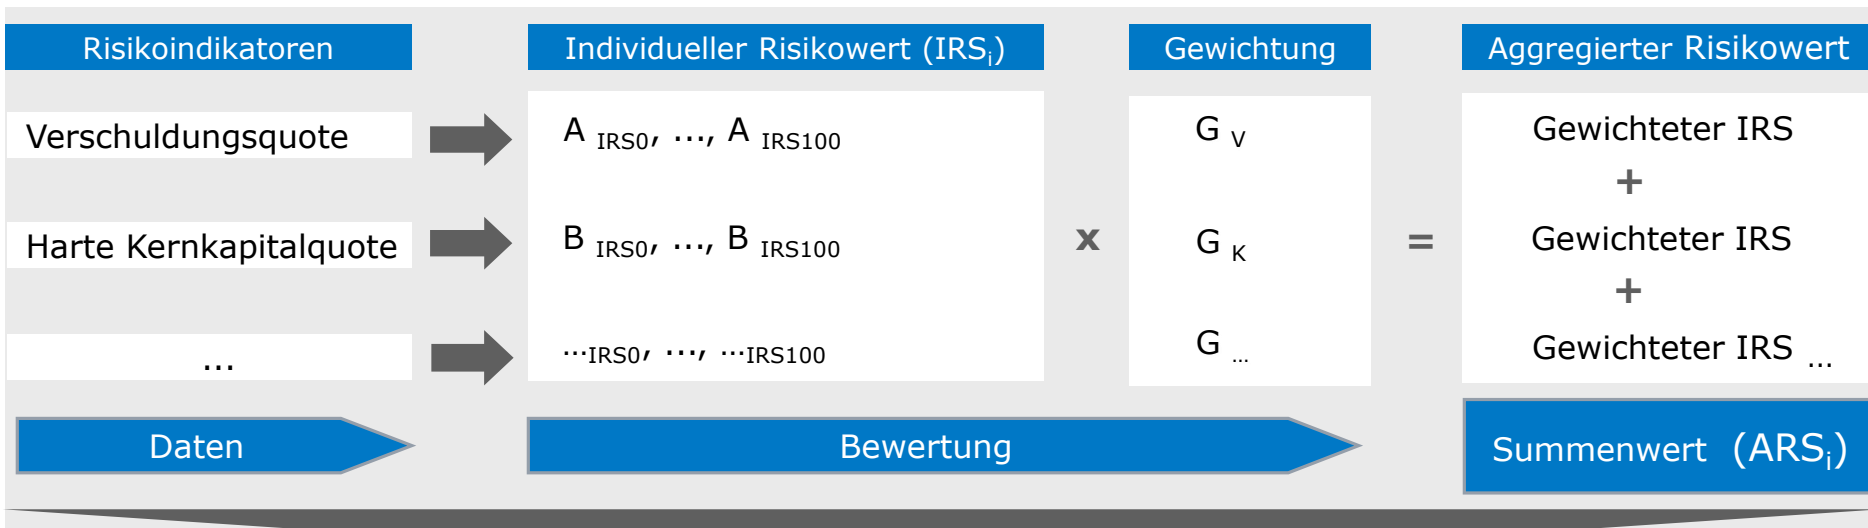 Risikoindikatoren
Individueller Risikowert (IRSi)
Gewichtung
Aggregierter Risikowert
Verschuldungsquote
A IRS0, ..., A IRS100
G V
Gewichteter IRS
+
Harte Kernkapitalquote
B IRS0, ..., B IRS100
x
G K
=
Gewichteter IRS
+
...
...IRS0, ..., ...IRS100
G ...
Gewichteter IRS ...
Daten
Bewertung
Summenwert (ARSi)